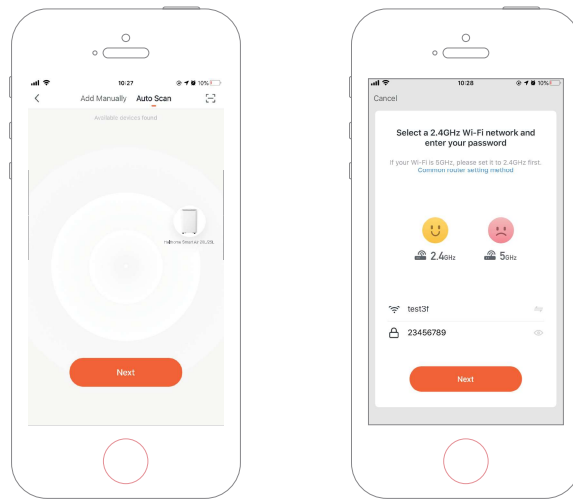 10:27
10%
Add Manually Auto Scan
Available devices found
Next
10:28
10%
Cancel
Select a 2.4GHz Wi-Fi network and
enter your password
If your Wi-Fi is 5GHz, please set it to 2.4GHz first.
Common router setting method
2.4GHz 5GHz
test3f
23456789
Next